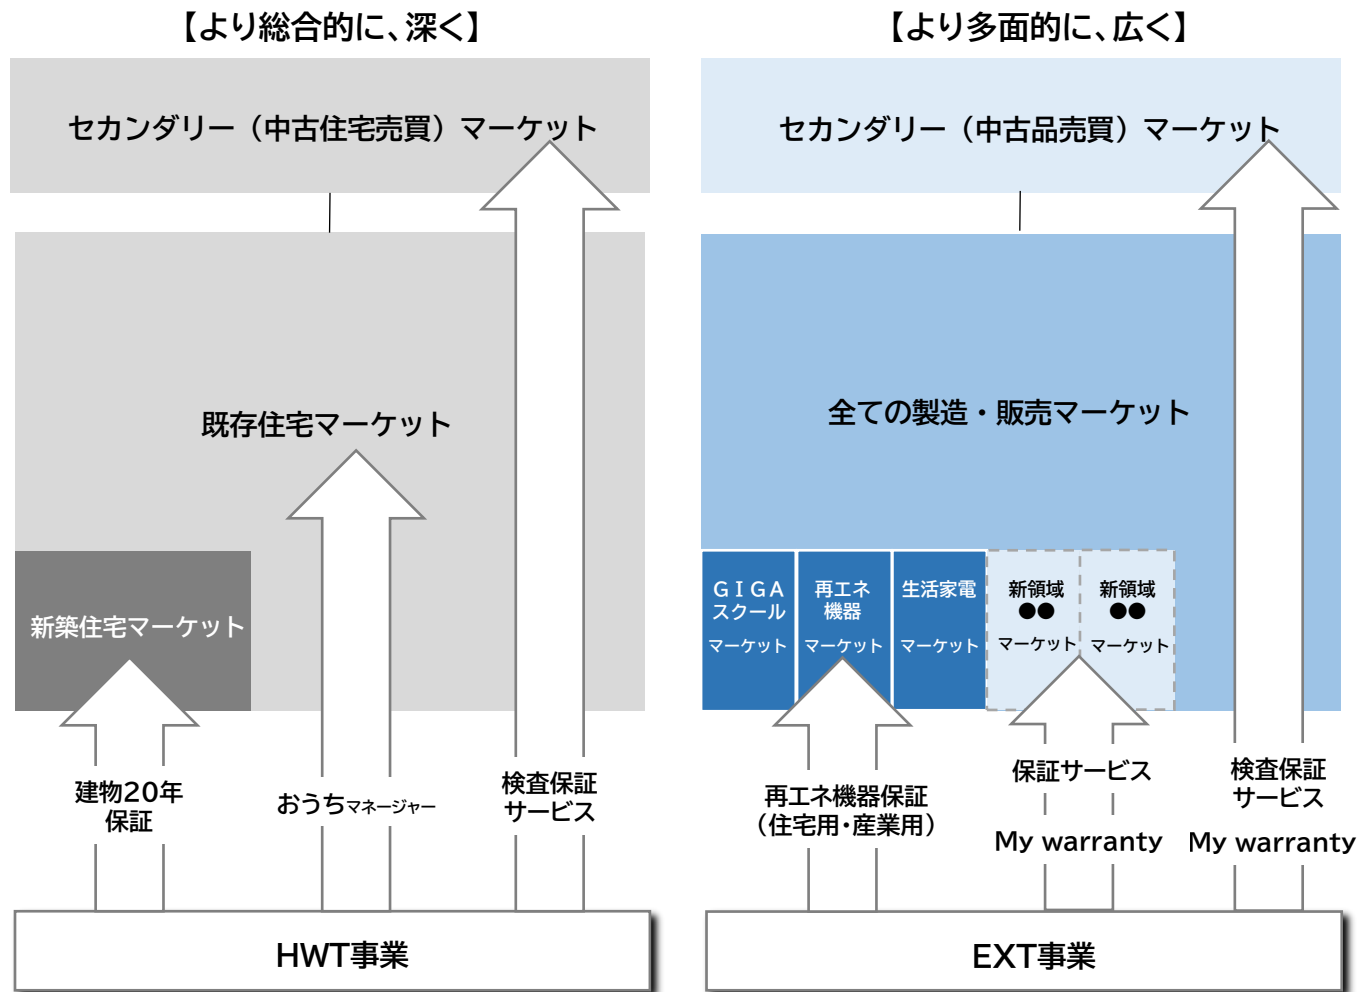 【より総合的に、深く】
セカンダリー（中古住宅売買）マーケット
既存住宅マーケット
新築住宅マーケット
建物20年
保証
おうちマネージャー
検査保証
サービス
HWT事業
【より多面的に、広く】
セカンダリー（中古品売買）マーケット
全ての製造・販売マーケット
ＧＩＧＡ
スクール
マーケット
再エネ
機器
マーケット
生活家電
マーケット
新領域
●●
マーケット
新領域
●●
マーケット
再エネ機器保証
（住宅用・産業用）
保証サービス
My warranty
検査保証
サービス
My warranty
EXT事業